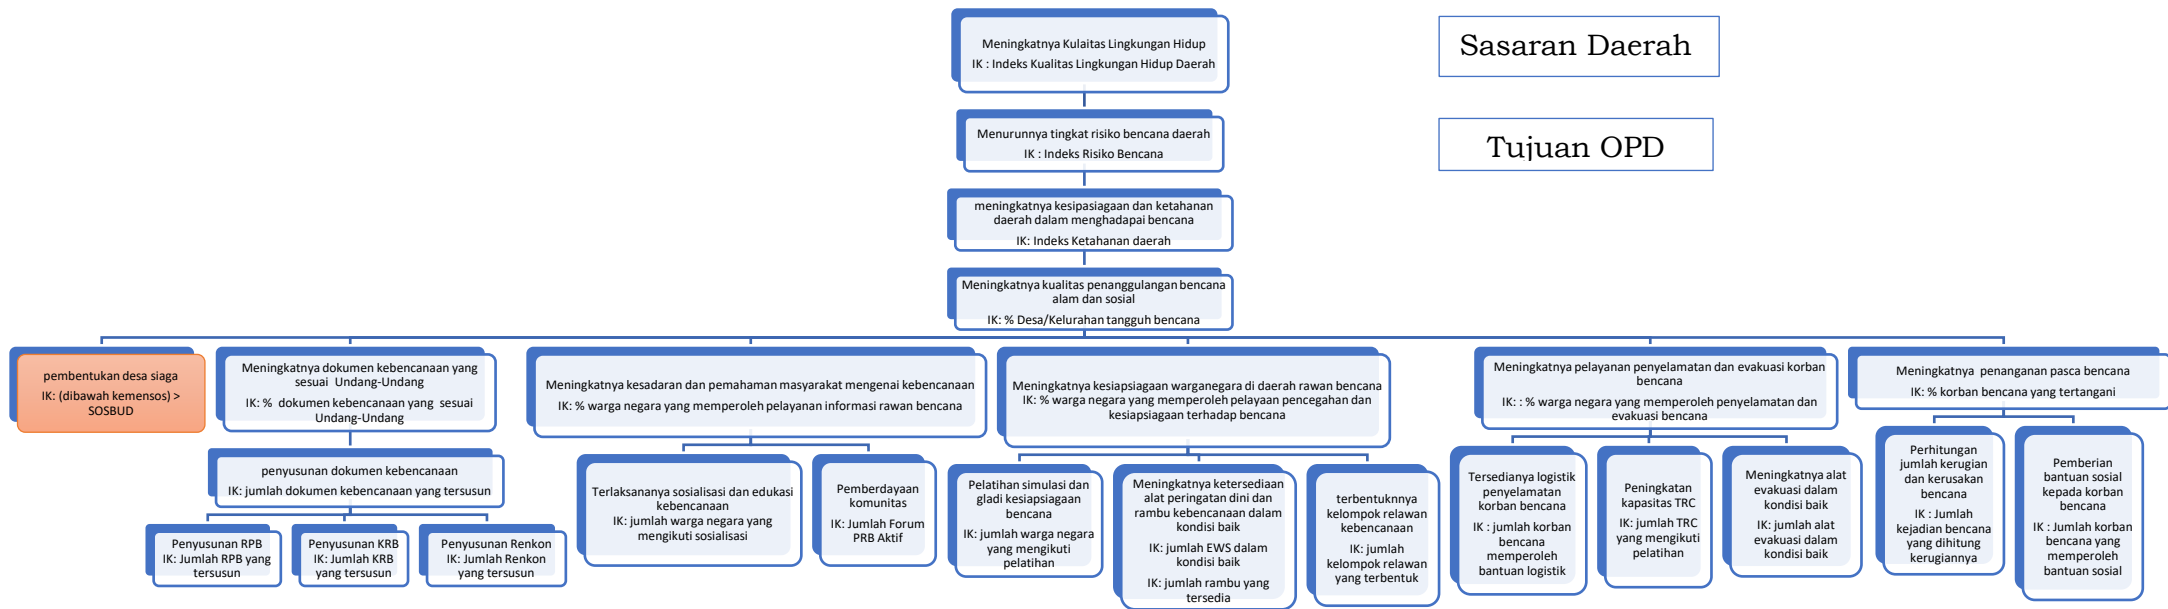 Meningkatnya Kulaitas Lingkungan Hidup
IK : Indeks Kualitas Lingkungan Hidup Daerah
Sasaran Daerah
Menurunnya tingkat risiko bencana daerah
IK : Indeks Risiko Bencana
Tujuan OPD
meningkatnya kesipasiagaan dan ketahanan
daerah dalam menghadapai bencana
IK: Indeks Ketahanan daerah
Meningkatnya kualitas penanggulangan bencana
alam dan sosial
IK: % Desa/Kelurahan tangguh bencana
pembentukan desa siaga
IK: (dibawah kemensos) >
SOSBUD
Meningkatnya dokumen kebencanaan yang
sesuai Undang-Undang
IK: % dokumen kebencanaan yang sesuai
Undang-Undang
Meningkatnya kesadaran dan pemahaman masyarakat mengenai kebencanaan
IK: % warga negara yang memperoleh pelayanan informasi rawan bencana
Meningkatnya kesiapsiagaan warganegara di daerah rawan bencana
IK: % warga negara yang memperoleh pelayaan pencegahan dan
kesiapsiagaan terhadap bencana
Meningkatnya pelayanan penyelamatan dan evakuasi korban
bencana
IK: : % warga negara yang memperoleh penyelamatan dan
evakuasi bencana
Meningkatnya penanganan pasca bencana
IK: % korban bencana yang tertangani
penyusunan dokumen kebencanaan
IK: jumlah dokumen kebencanaan yang tersusun
Penyusunan RPB
IK: Jumlah RPB yang
tersusun
Penyusunan KRB
IK: Jumlah KRB
yang tersusun
Penyusunan Renkon
IK: Jumlah Renkon
yang tersusun
Terlaksananya sosialisasi dan edukasi
kebencanaan
IK: jumlah warga negara yang
mengikuti sosialisasi
Pemberdayaan
komunitas
IK: Jumlah Forum
PRB Aktif
Pelatihan simulasi dan
gladi kesiapsiagaan
bencana
IK: jumlah warga negara
yang mengikuti
pelatihan
Meningkatnya ketersediaan
alat peringatan dini dan
rambu kebencanaan dalam
kondisi baik
IK: jumlah EWS dalam
kondisi baik
IK: jumlah rambu yang
tersedia
terbentuknnya
kelompok relawan
kebencanaan
IK: jumlah
kelompok relawan
yang terbentuk
Tersedianya logistik
penyelamatan
korban bencana
IK : jumlah korban
bencana
memperoleh
bantuan logistik
Peningkatan
kapasitas TRC
IK: jumlah TRC
yang mengikuti
pelatihan
Meningkatnya alat
evakuasi dalam
kondisi baik
IK: jumlah alat
evakuasi dalam
kondisi baik
Perhitungan
jumlah kerugian
dan kerusakan
bencana
IK : Jumlah
kejadian bencana
yang dihitung
kerugiannya
Pemberian
bantuan sosial
kepada korban
bencana
IK : Jumlah korban
bencana yang
memperoleh
bantuan sosial